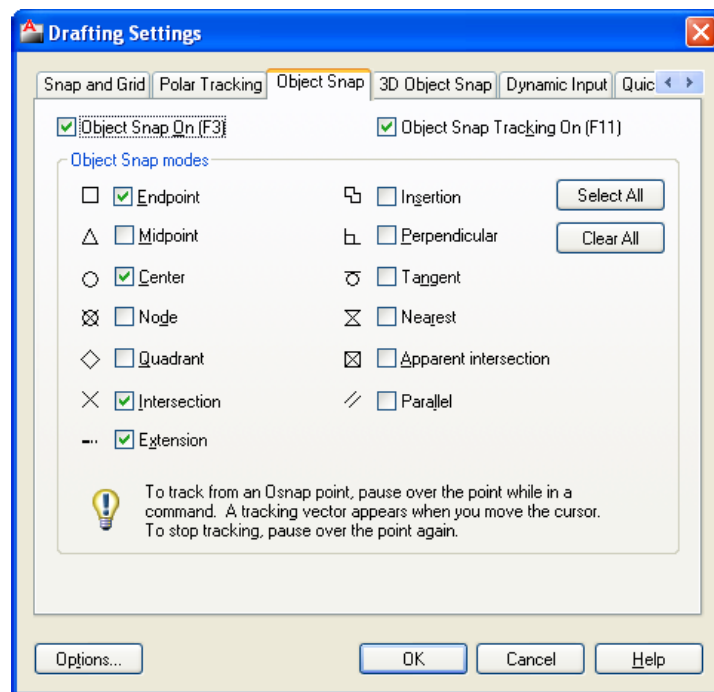 Drafting Settings
Snap and Grid Polar Tracking Object Snap 3D Object Snap Dynamic Input Quic
Object Snap On (F3) Object Snap Tracking On (F11)
Object Snap modes
Endpoint Insertion Select All
Midpoint Perpendicular Clear All
Center Tangent
Node Nearest
Quadrant Apparent intersection
Intersection Parallel
Extension
To track from an Osnap point, pause over the point while in a
command. A tracking vector appears when you move the cursor.
To stop tracking, pause over the point again.
Options... OK Cancel Help